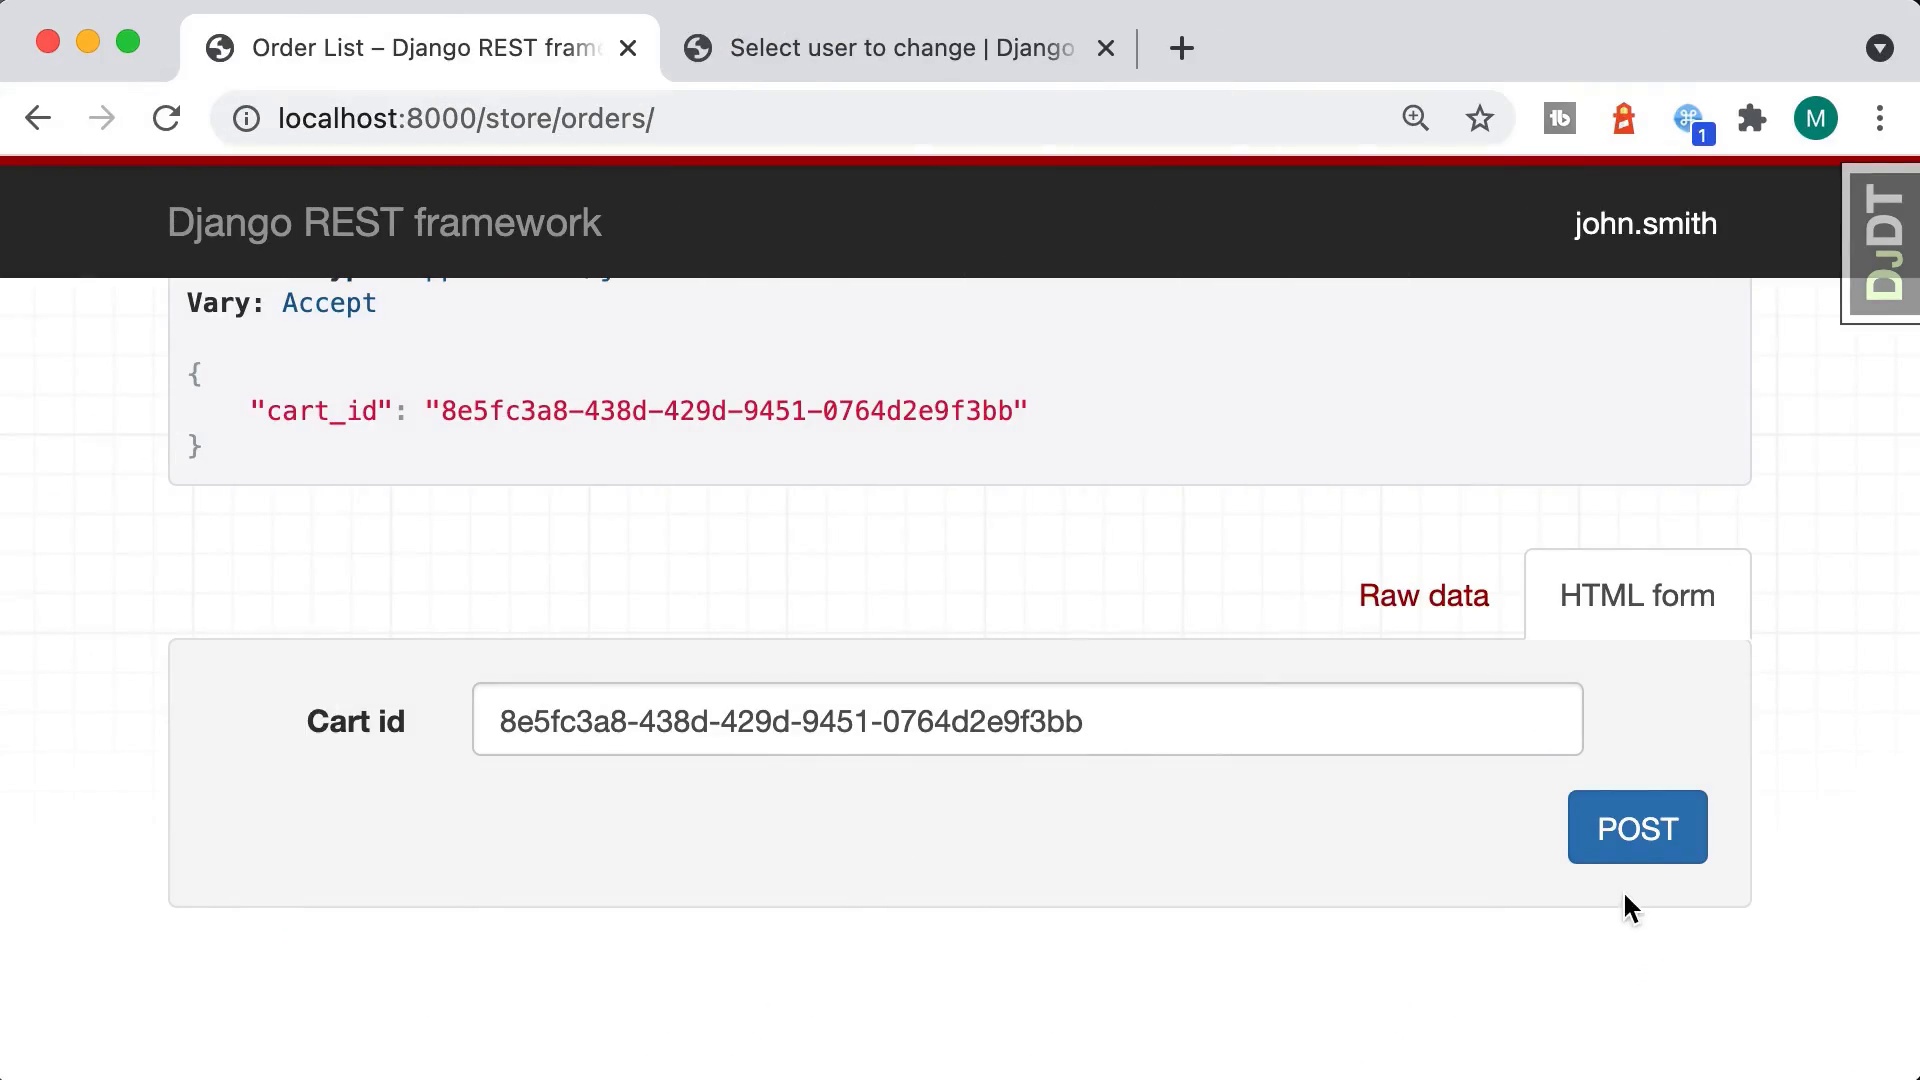 Order List – Django REST frame
Select user to change | Django
localhost:8000/store/orders/
1
M
Django REST framework
john.smith
DJDT
Vary: Accept
{
"cart_id": "8e5fc3a8-438d-429d-9451-0764d2e9f3bb"
}
Raw data
HTML form
Cart id
8e5fc3a8-438d-429d-9451-0764d2e9f3bb
POST